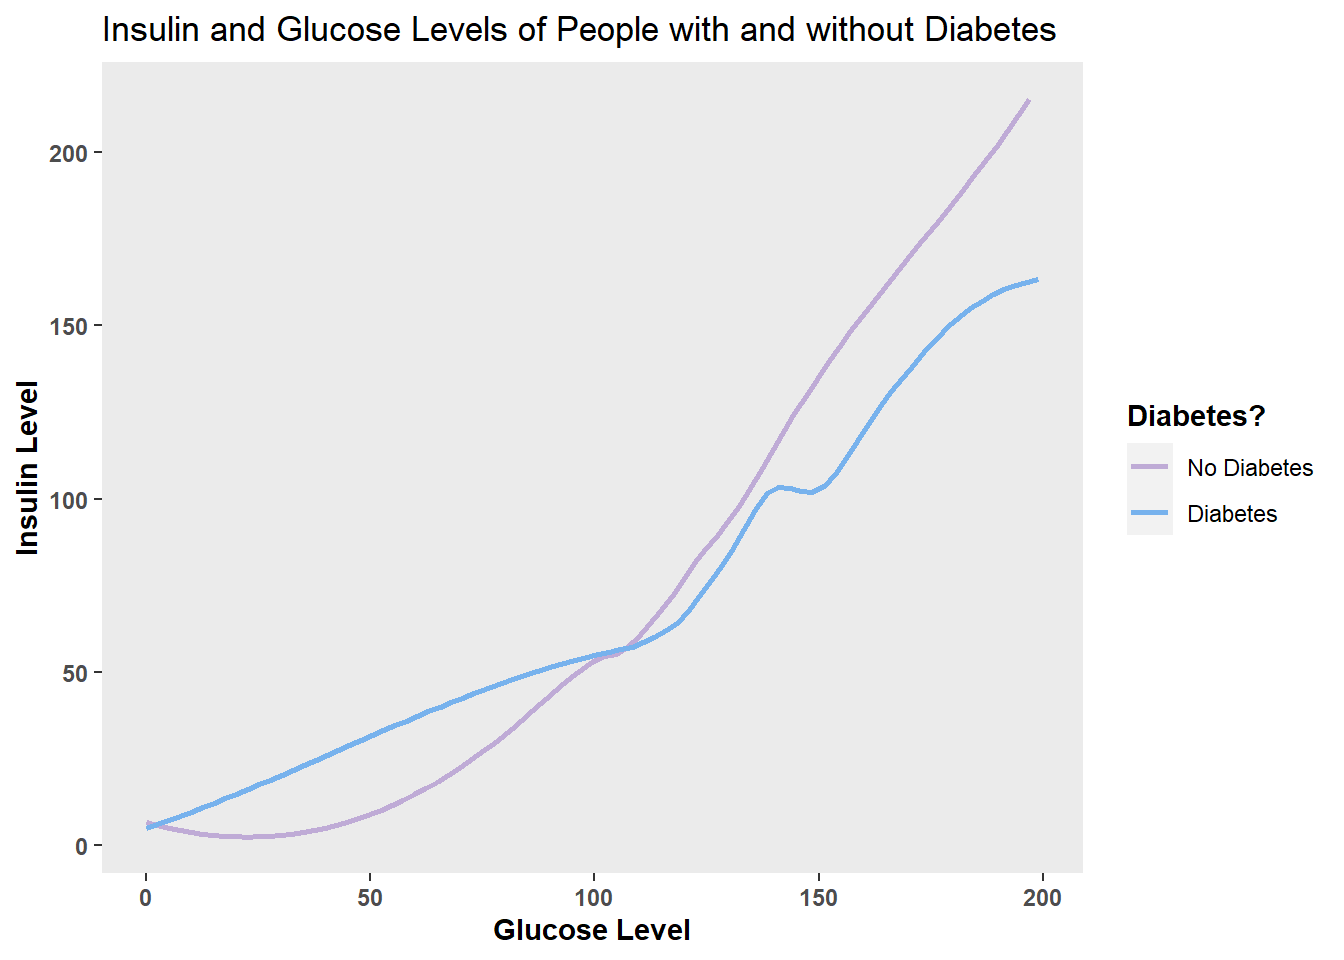 Insulin and Glucose Levels of People with and without Diabetes
Insulin Level
200
150
100
50
0
0 50 100 150 200
Glucose Level
Diabetes?
No Diabetes
Diabetes